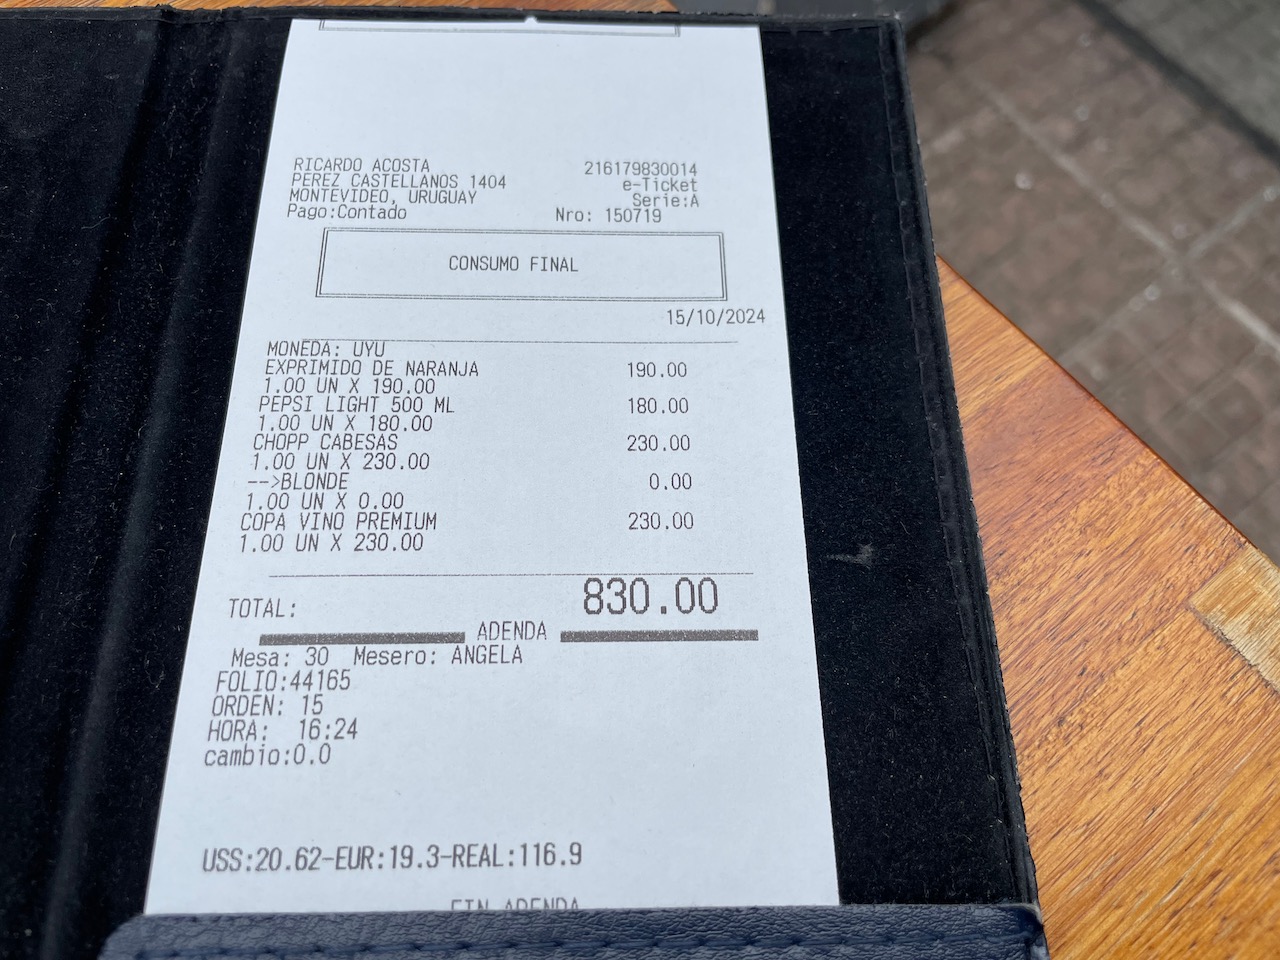 RICARDO ACOSTA 216179830014
PEREZ CASTELLANOS 1404 e-Ticket
MONTEVIDEO, URUGUAY Serie:A
Pago:Contado Nro: 150719
CONSUMO FINAL
15/10/2024
MONEDA: UYU
EXPRIMIDO DE NARANJA 190.00
1.00 UN X 190.00
PEPSI LIGHT 500 ML 180.00
1.00 UN X 180.00
CHOPP CABESAS 230.00
1.00 UN X 230.00
-->BLONDE 0.00
1.00 UN X 0.00
COPA VINO PREMIUM 230.00
1.00 UN X 230.00
TOTAL: 830.00
ADENDA
Mesa: 30 Mesero: ANGELA
FOLIO:44165
ORDEN: 15
HORA: 16:24
cambio:0.0
USS:20.62-EUR:19.3-REAL:116.9
FIN ADENDA